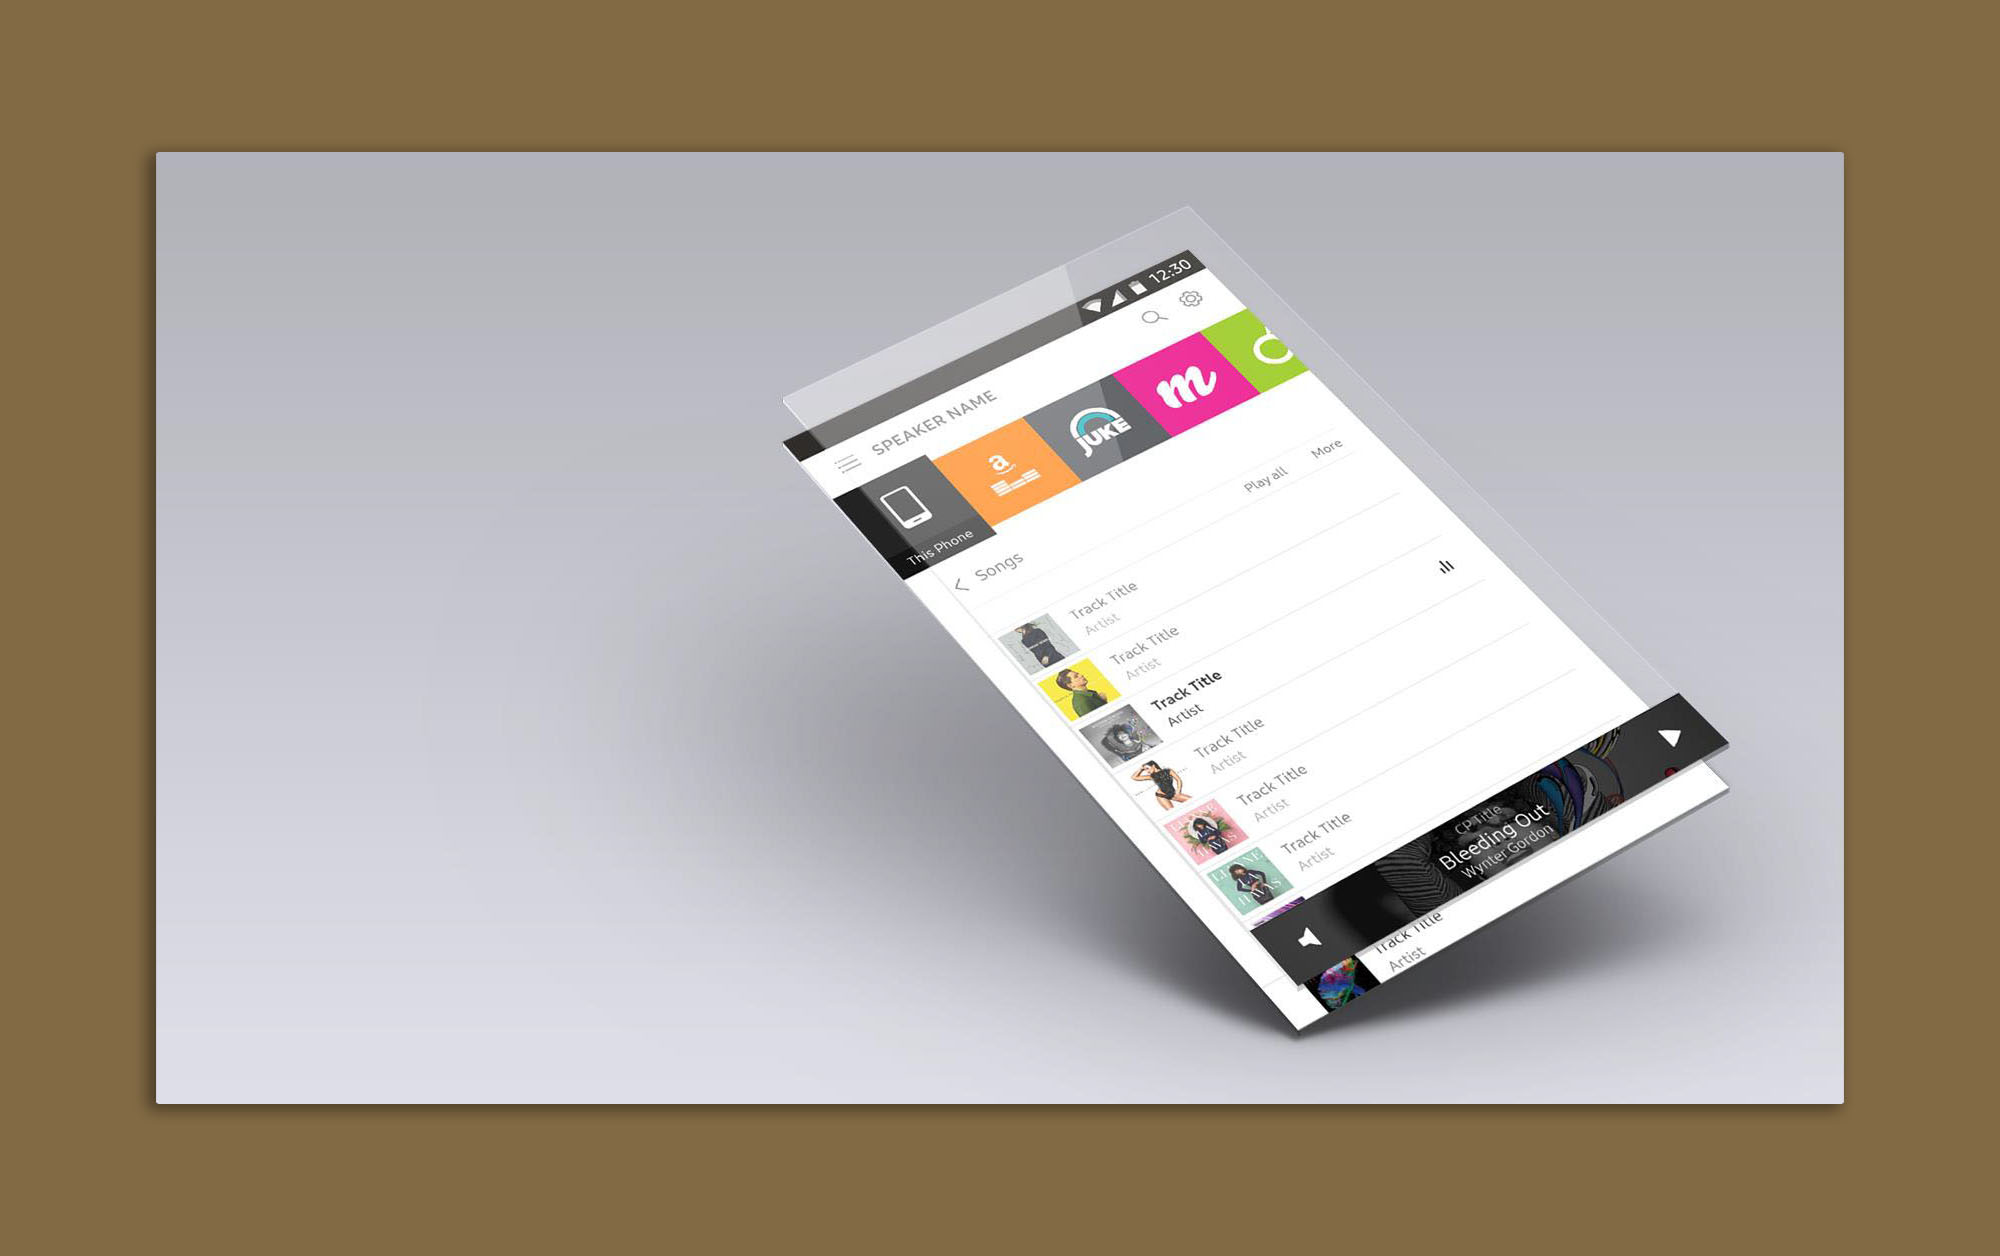 12:30
SPEAKER NAME
a
JUKE
m
This Phone
Play all
More
Songs
Track Title
Artist
Track Title
Artist
Track Title
Artist
Track Title
Artist
Track Title
Artist
Track Title
Artist
CP Title
Bleeding Out
Wynter Gordon
Track Title
Artist